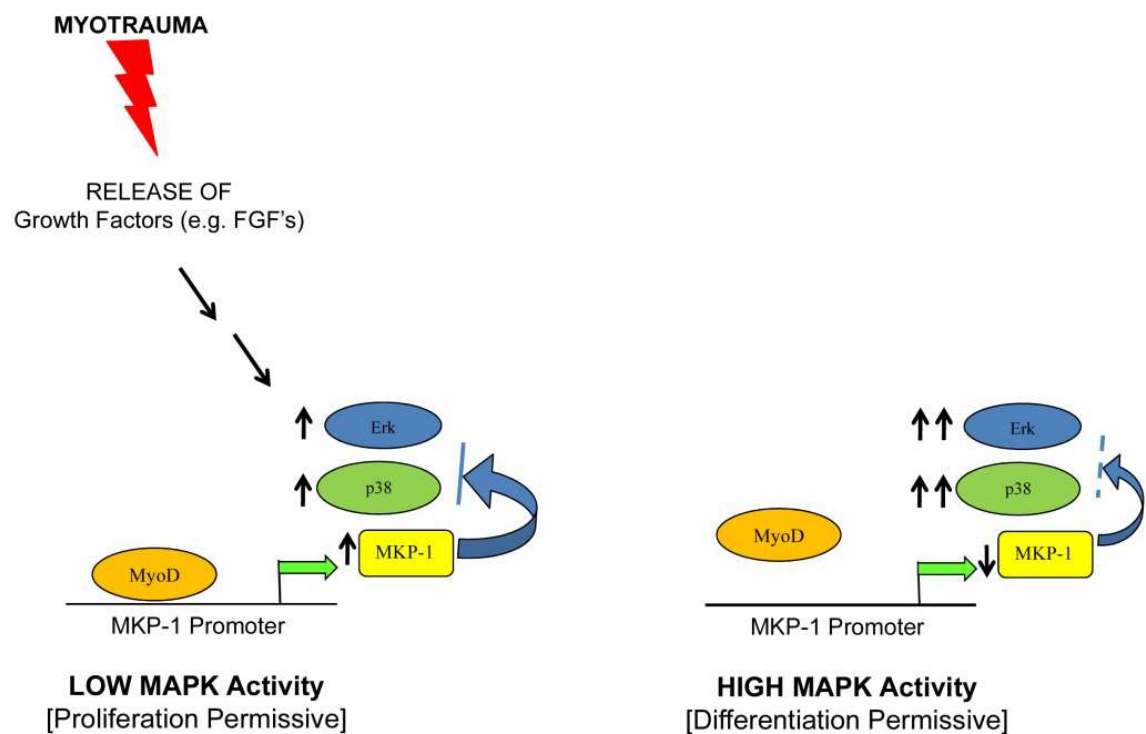 MYOTRAUMA
RELEASE OF
Growth Factors (e.g. FGF's)
Erk
p38
MKP-1
MyoD
MKP-1 Promoter
LOW MAPK Activity
[Proliferation Permissive]
Erk
p38
MyoD
MKP-1
MKP-1 Promoter
HIGH MAPK Activity
[Differentiation Permissive]